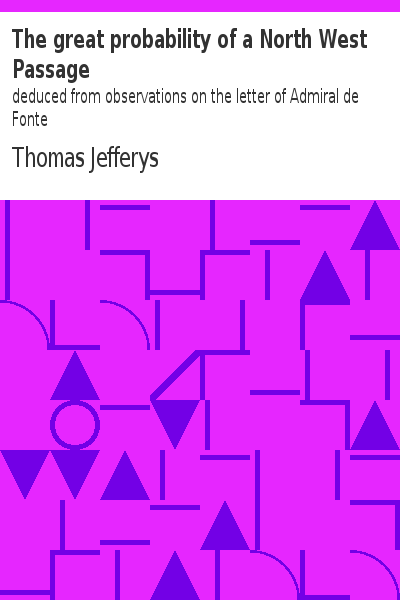 The great probability of a North West
Passage
deduced from observations on the letter of Admiral de
Fonte
Thomas Jefferys